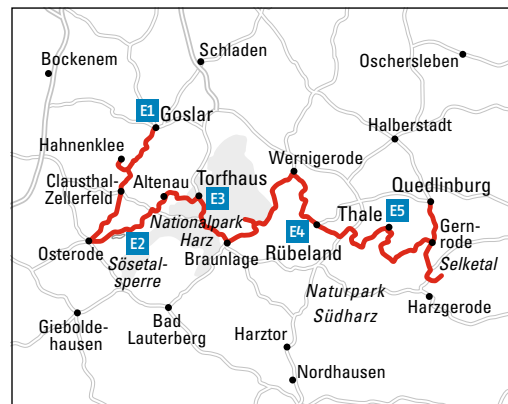 Schladen
Oschersleben
Bockenem
E1
Goslar
Halberstadt
Hahnenklee
Wernigerode
Clausthal-
Zellerfeld
Altenau
Torfhaus
Quedlinburg
E3
Nationalpark
Harz
Thale
E5
E2
E4
Gern-
rode
Osterode
Sösetal-
sperre
Braunlage
Rübeland
Selketal
Naturpark
Südharz
Harzgerode
Giebolde-
hausen
Bad
Lauterberg
Harztor
Nordhausen